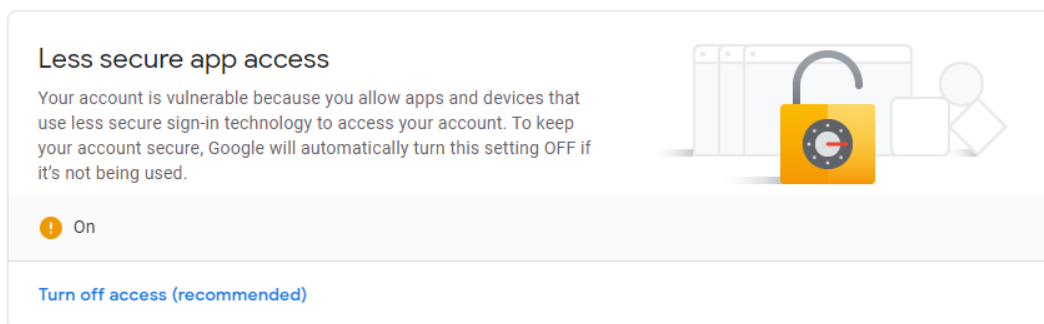 Less secure app access
Your account is vulnerable because you allow apps and devices that
use less secure sign-in technology to access your account. To keep
your account secure, Google will automatically turn this setting OFF if
it's not being used.
On
Turn off access (recommended)